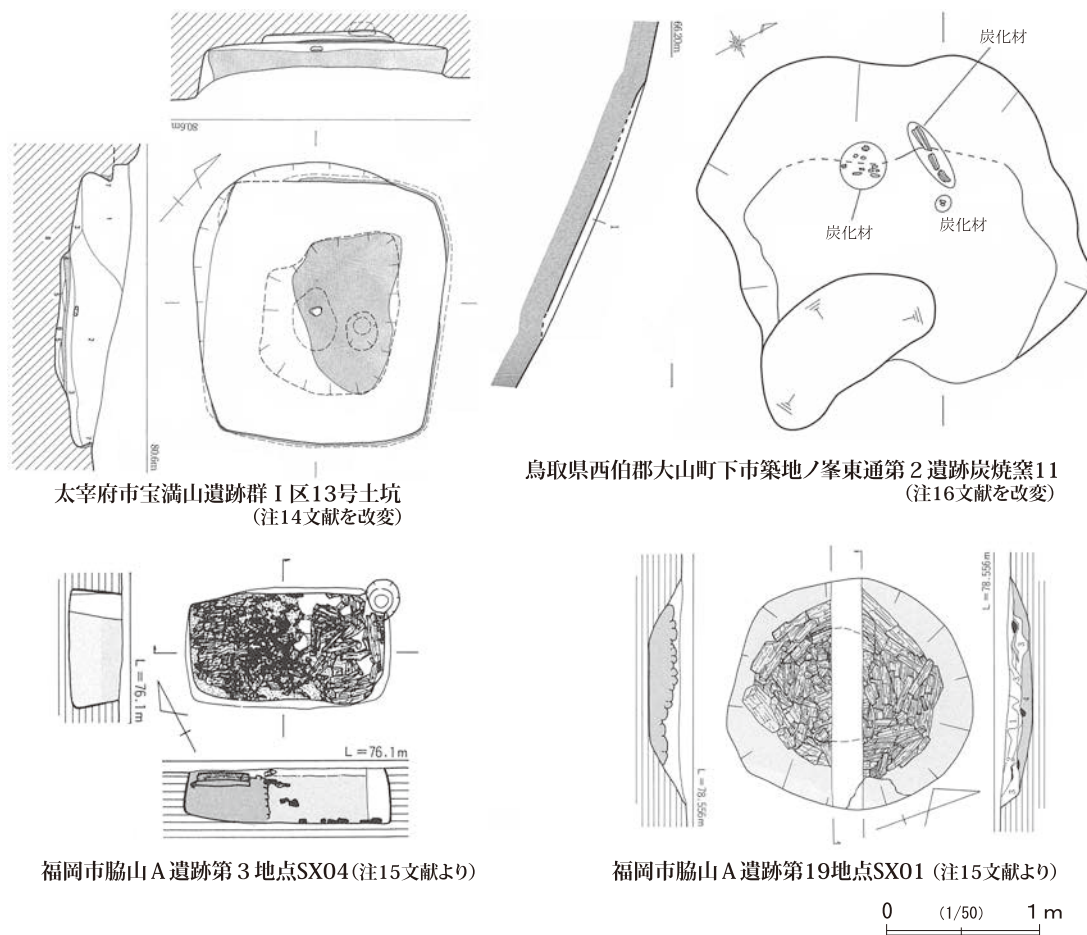 80.6m
80.6m
太宰府市宝満山遺跡群Ⅰ区13号土坑
(注14文献を改変)
66.20m
1
炭化材
炭化材
炭化材
鳥取県西伯郡大山町下市築地ノ峯東通第２遺跡炭焼窯11
(注16文献を改変)
L=76.1m
L=76.1m
福岡市脇山Ａ遺跡第３地点SX04(注15文献より)
L=78.556m
L=78.556m
福岡市脇山Ａ遺跡第19地点SX01 (注15文献より)
0 (1/50) 1m